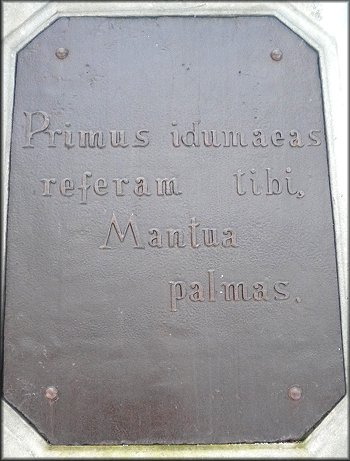 Primus idumaeas
referam tibi,
Mantua
palmas.